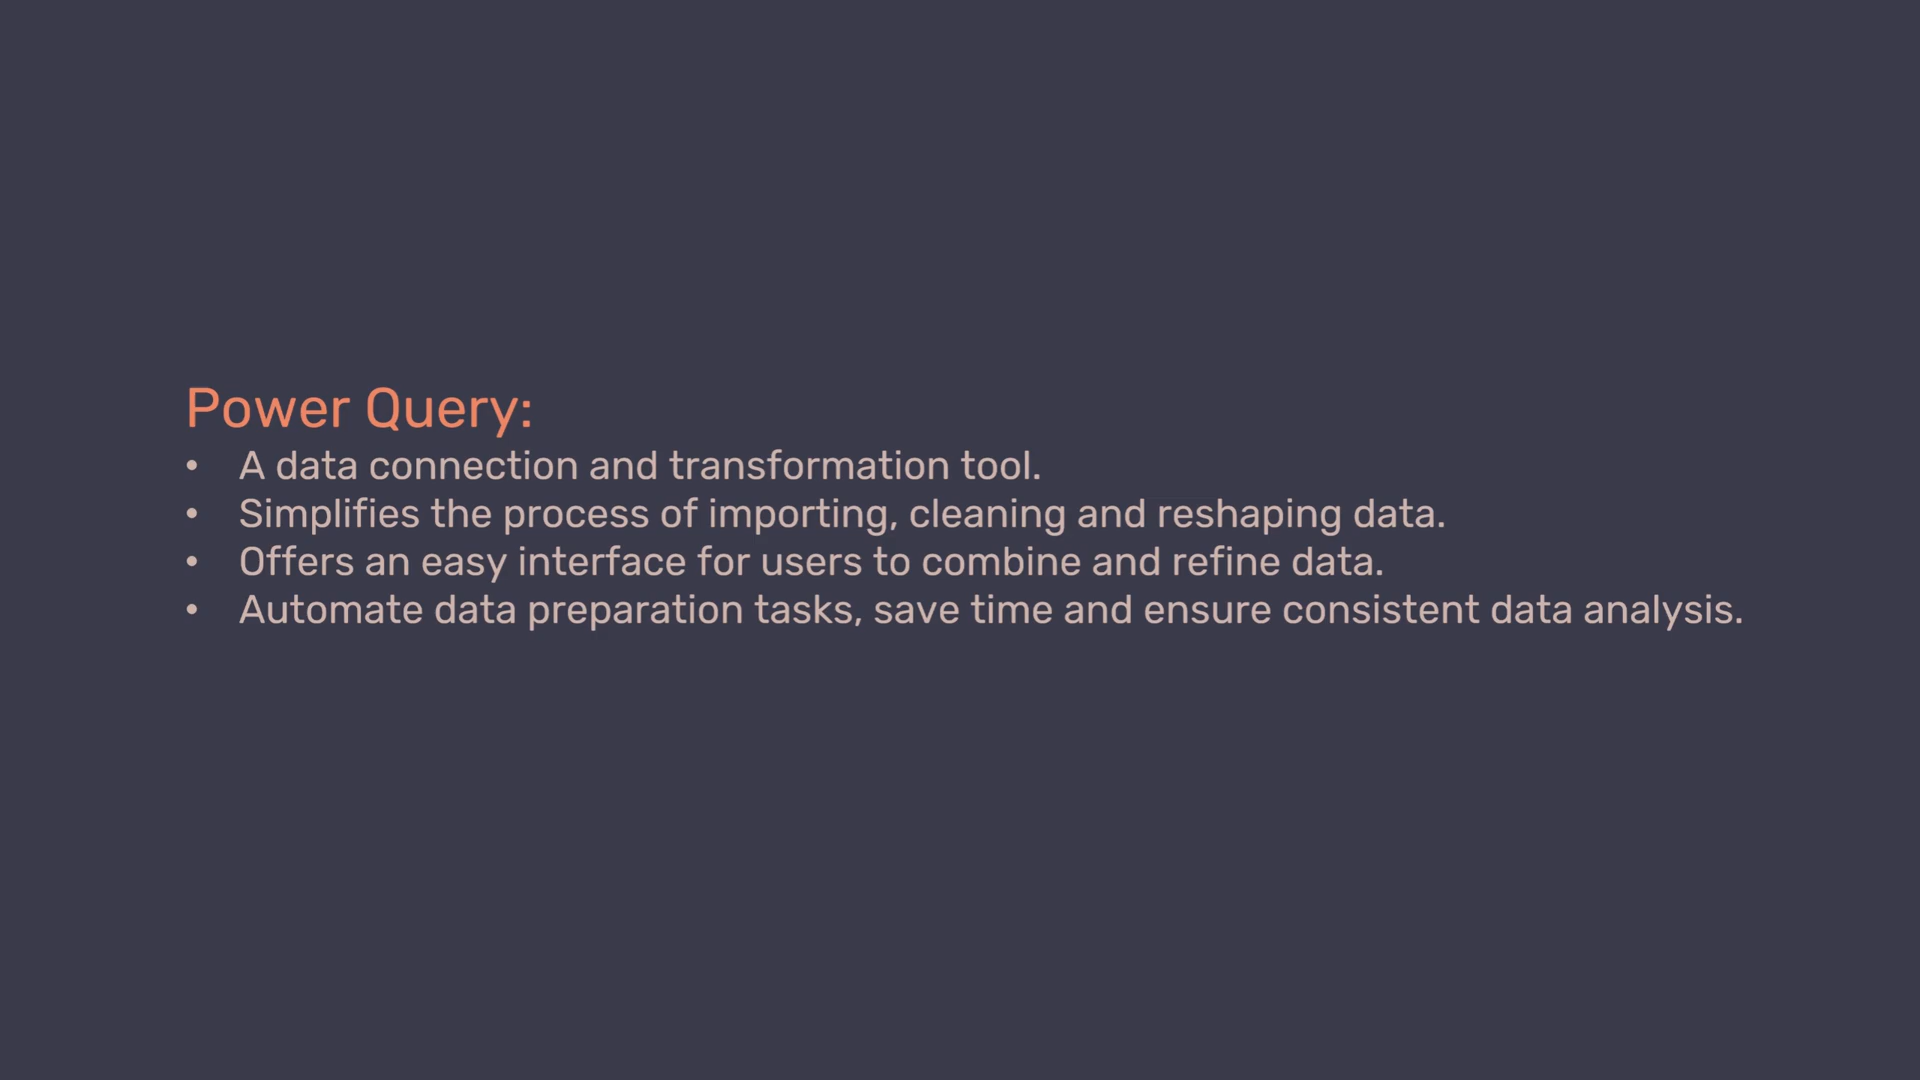 Power Query:
• A data connection and transformation tool.
• Simplifies the process of importing, cleaning and reshaping data.
• Offers an easy interface for users to combine and refine data.
• Automate data preparation tasks, save time and ensure consistent data analysis.